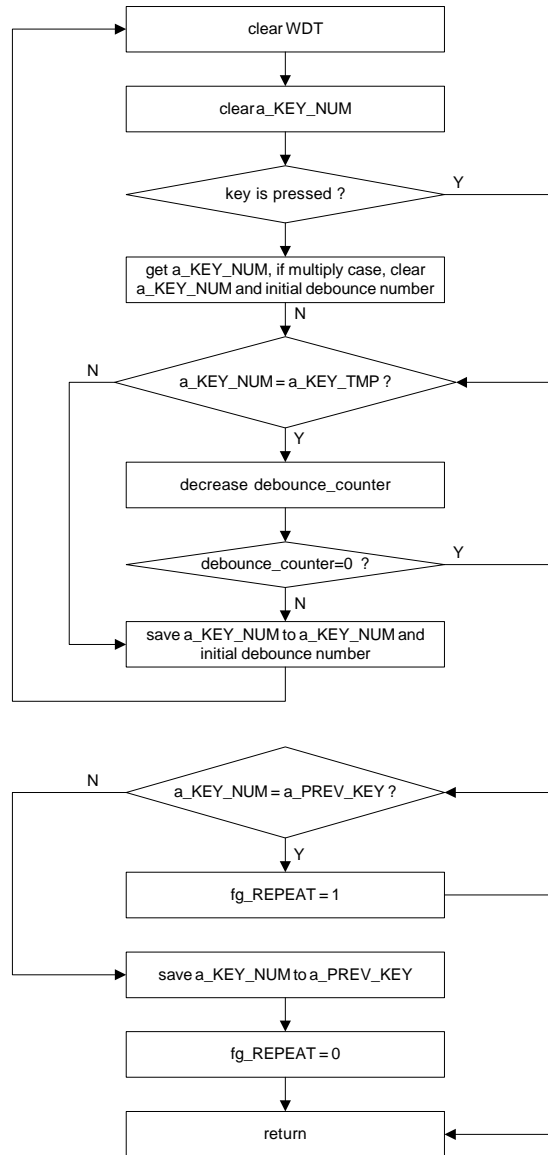 clear WDT
clear a_KEY_NUM
key is pressed ?
Y
get a_KEY_NUM, if multiply case, clear
a_KEY_NUM and initial debounce number
N
N
a_KEY_NUM = a_KEY_TMP ?
Y
decrease debounce_counter
debounce_counter=0 ?
Y
N
save a_KEY_NUM to a_KEY_NUM and
initial debounce number
N
a_KEY_NUM = a_PREV_KEY ?
Y
fg_REPEAT = 1
save a_KEY_NUM to a_PREV_KEY
fg_REPEAT = 0
return